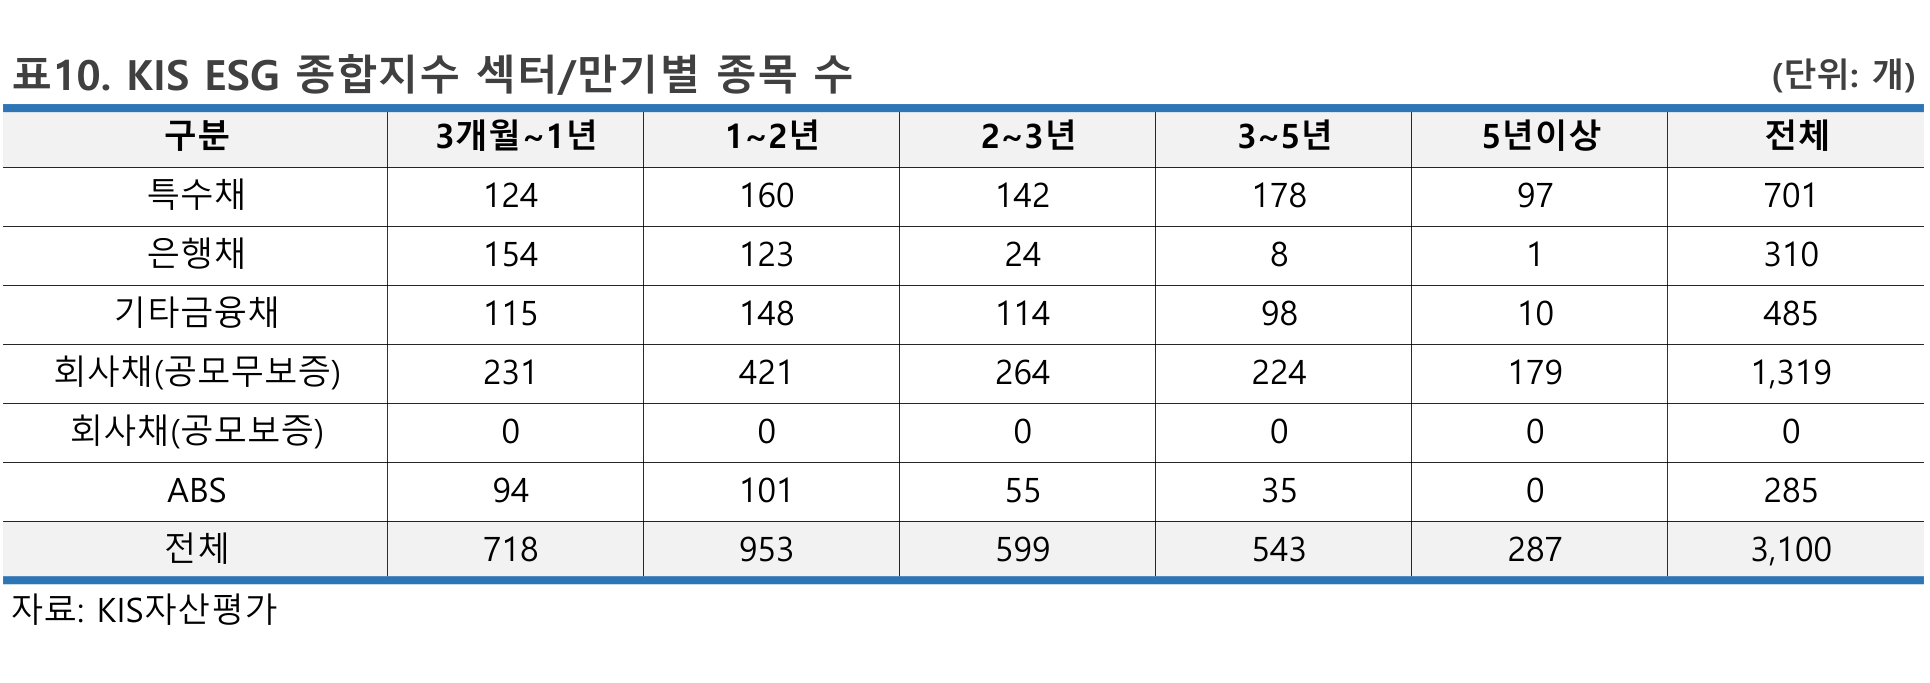 표10. KIS ESG 종합지수 섹터/만기별 종목 수 (단위: 개)
구분 3개월~1년 1~2년 2~3년 3~5년 5년이상 전체
특수채 124 160 142 178 97 701
은행채 154 123 24 8 1 310
기타금융채 115 148 114 98 10 485
회사채(공모무보증) 231 421 264 224 179 1,319
회사채(공모보증) 0 0 0 0 0 0
ABS 94 101 55 35 0 285
전체 718 953 599 543 287 3,100
자료: KIS자산평가